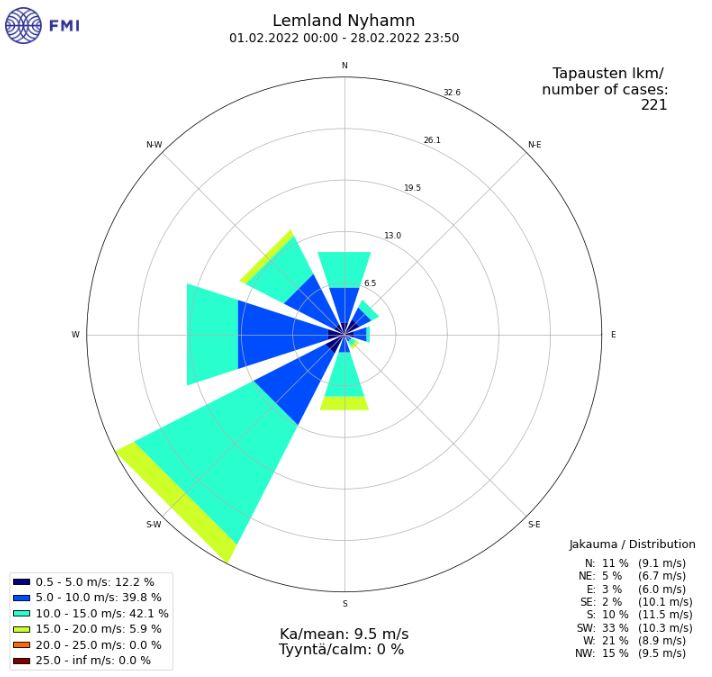 FMI
Lemland Nyhamn
01.02.2022 00:00 - 28.02.2022 23:50
Tapausten lkm/
number of cases:
221
N
32.6
26.1
19.5
13.0
6.5
N-W
N-E
W
E
S-W
S-E
S
0.5 - 5.0 m/s: 12.2 %
5.0 - 10.0 m/s: 39.8 %
10.0 - 15.0 m/s: 42.1 %
15.0 - 20.0 m/s: 5.9 %
20.0 - 25.0 m/s: 0.0 %
25.0 - inf m/s: 0.0 %
Ka/mean: 9.5 m/s
Tyyntä/calm: 0 %
Jakauma / Distribution
N: 11 % (9.1 m/s)
NE: 5 % (6.7 m/s)
E: 3 % (6.0 m/s)
SE: 2 % (10.1 m/s)
S: 10 % (11.5 m/s)
SW: 33 % (10.3 m/s)
W: 21 % (8.9 m/s)
NW: 15 % (9.5 m/s)